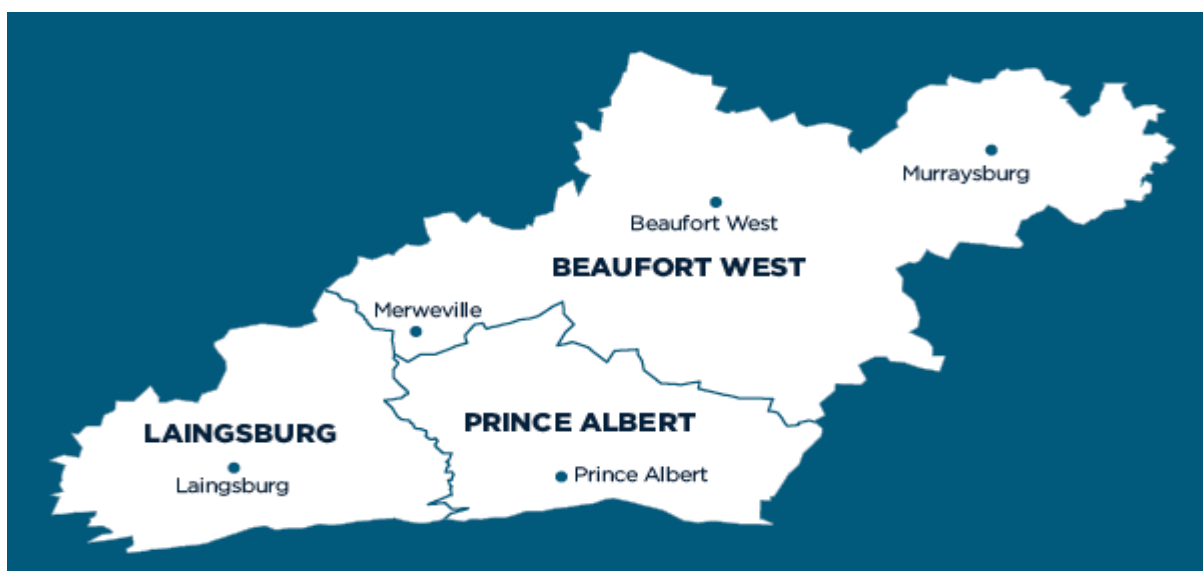 Murraysburg
Beaufort West
BEAUFORT WEST
Merweville
PRINCE ALBERT
LAINGSBURG
Prince Albert
Laingsburg